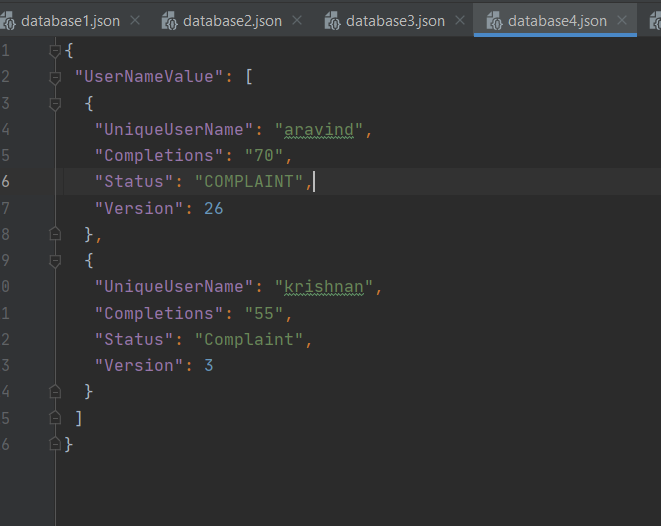 database1.json database2.json database3.json database4.json
1 {
2 "UserNameValue": [
3 {
4 "UniqueUserName": "aravind",
5 "Completions": "70",
6 "Status": "COMPLAINT",
7 "Version": 26
8 },
9 {
0 "UniqueUserName": "krishnan",
1 "Completions": "55",
2 "Status": "Complaint",
3 "Version": 3
4 }
5 ]
6 }